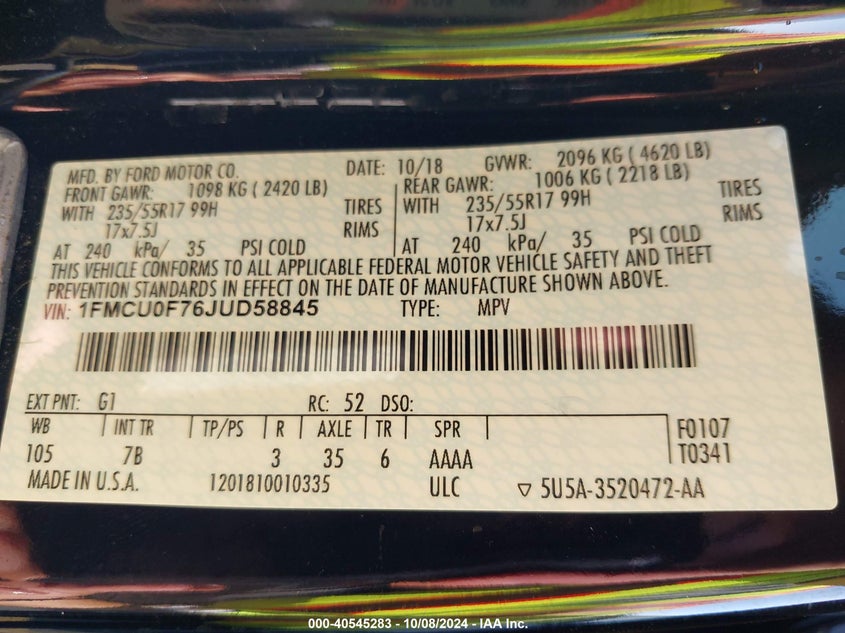 MFD. BY FORD MOTOR CO. DATE: 10/18 GVWR: 2096 KG ( 4620 LB)
FRONT GAWR: 1098 KG ( 2420 LB) REAR GAWR: 1006 KG ( 2218 LB)
WITH 235/55R17 99H TIRES WITH 235/55R17 99H TIRES
17x7.5J RIMS 17x7.5J RIMS
AT 240 kPa/ 35 PSI COLD AT 240 kPa/ 35 PSI COLD
THIS VEHICLE CONFORMS TO ALL APPLICABLE FEDERAL MOTOR VEHICLE SAFETY AND THEFT
PREVENTION STANDARDS IN EFFECT ON THE DATE OF MANUFACTURE SHOWN ABOVE.
VIN: 1FMCU0F76JUD58845 TYPE: MPV
EXT PNT: G1 RC: 52 DSO:
WB INT TR TP/PS R AXLE TR SPR F0107
105 7B 3 35 6 AAAA T0341
MADE IN U.S.A. 1201810010335 ULC ▽ 5U5A-3520472-AA
000-40545283 - 10/08/2024 - IAA Inc.